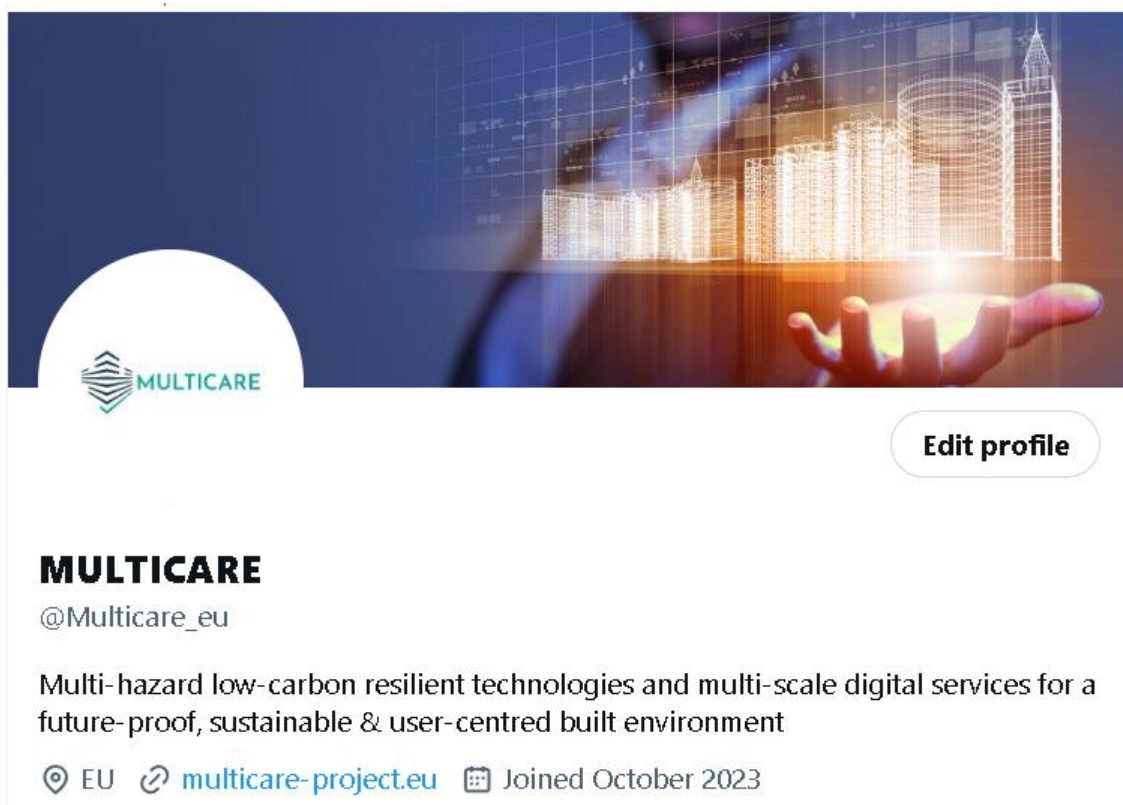 MULTICARE
Edit profile
MULTICARE
@Multicare_eu
Multi-hazard low-carbon resilient technologies and multi-scale digital services for a
future-proof, sustainable & user-centred built environment
EU multicare-project.eu Joined October 2023